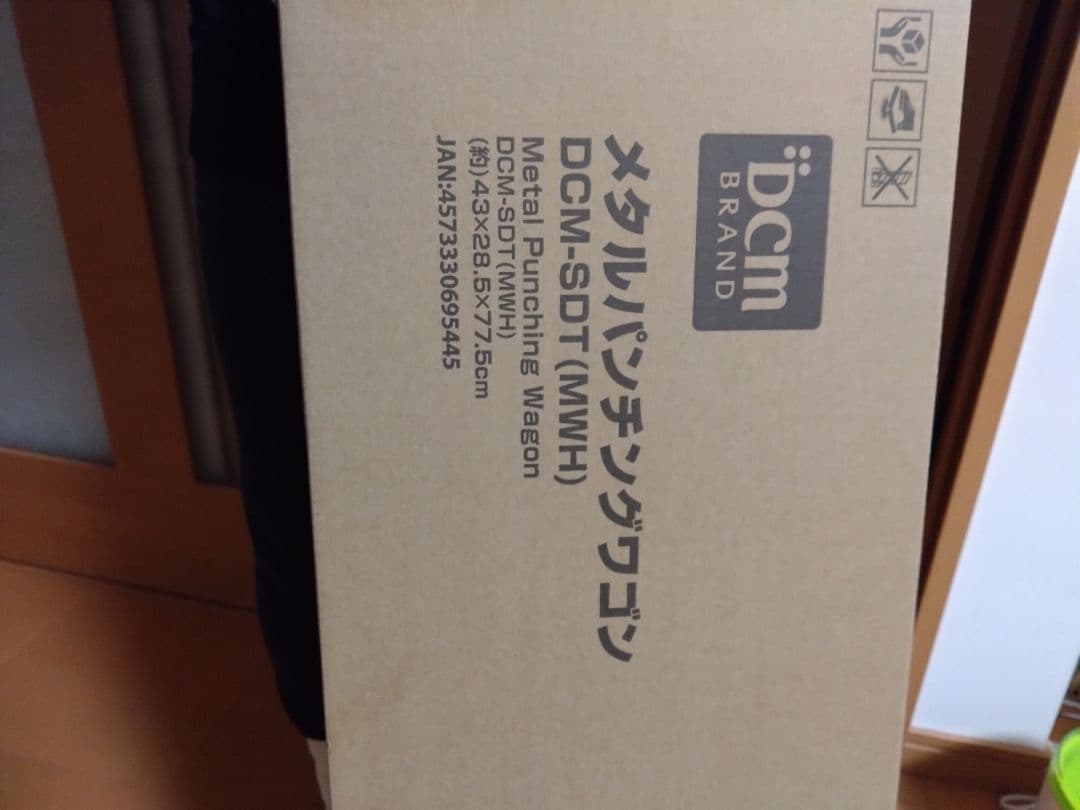 DCM
BRAND
メタルパンチングワゴン
DCM-SDT(MWH)
Metal Punching Wagon
DCM-SDT(MWH)
(約)43×28.5×77.5cm
JAN:4573330695445